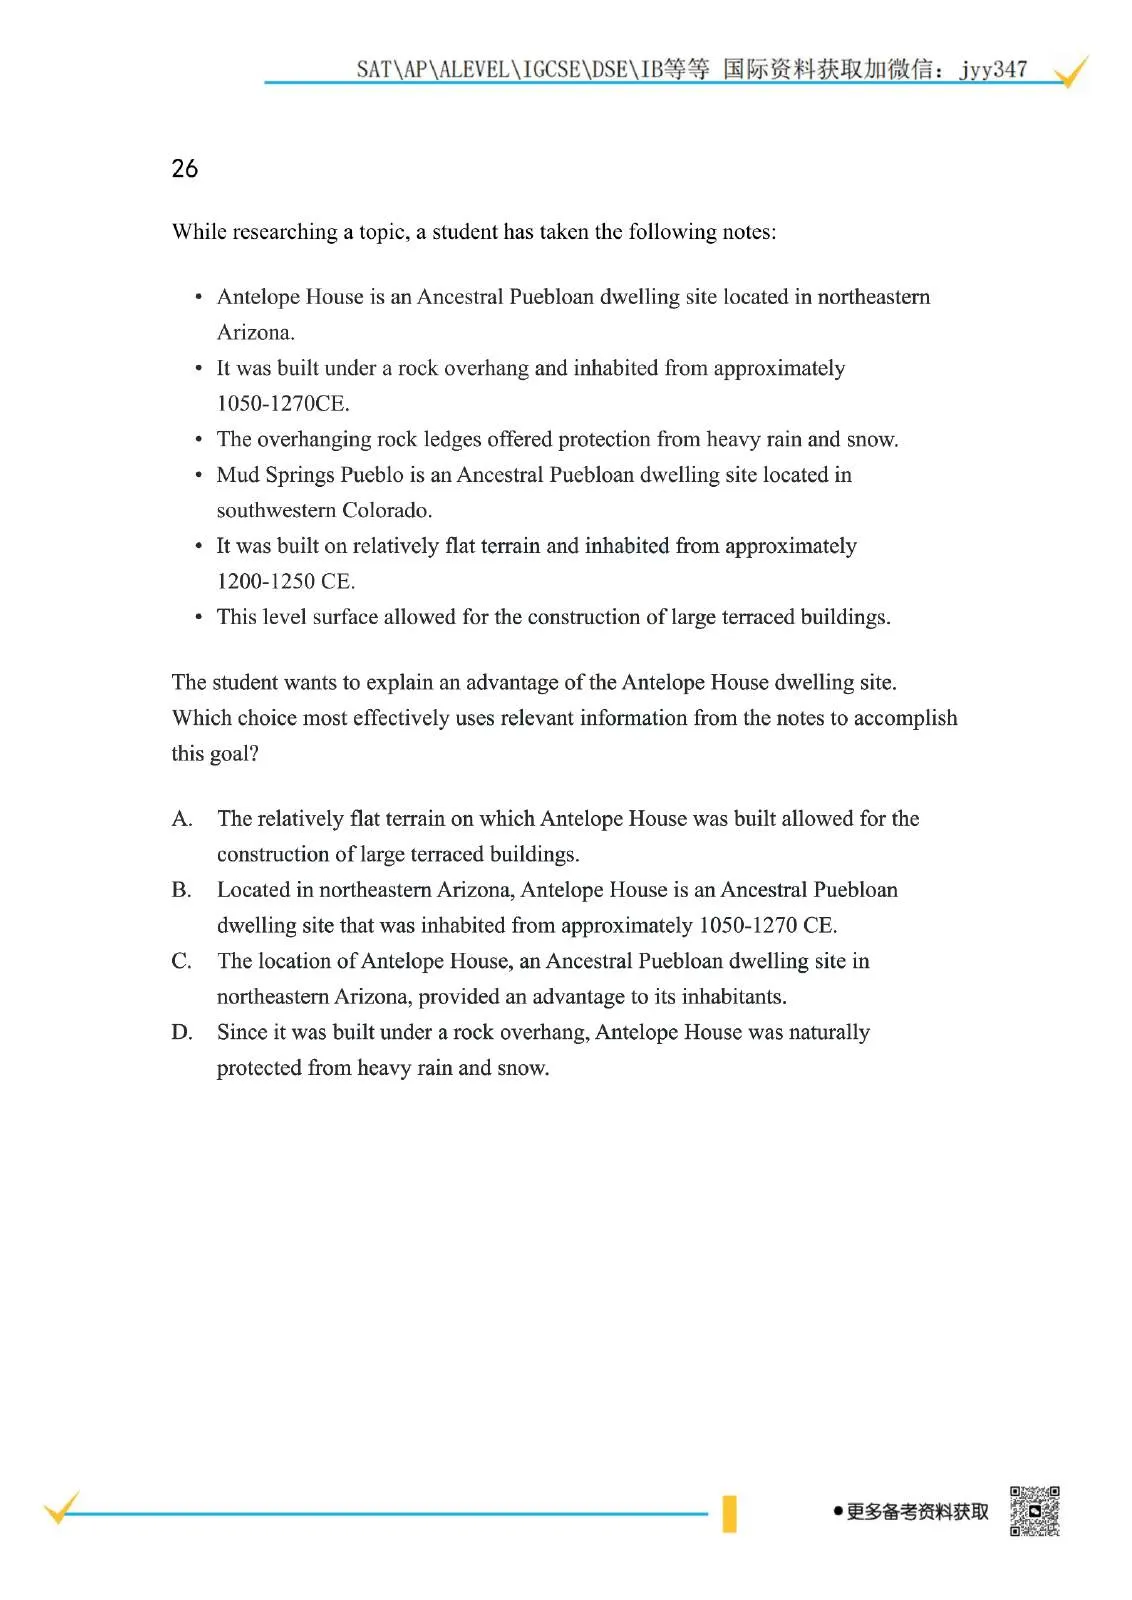 SAT\AP\ALEVEL\IGCSE\DSE\IB等等 国际资料获取加微信：jyy347
26
While researching a topic, a student has taken the following notes:
• Antelope House is an Ancestral Puebloan dwelling site located in northeastern
Arizona.
• It was built under a rock overhang and inhabited from approximately
1050-1270CE.
• The overhanging rock ledges offered protection from heavy rain and snow.
• Mud Springs Pueblo is an Ancestral Puebloan dwelling site located in
southwestern Colorado.
• It was built on relatively flat terrain and inhabited from approximately
1200-1250 CE.
• This level surface allowed for the construction of large terraced buildings.
The student wants to explain an advantage of the Antelope House dwelling site.
Which choice most effectively uses relevant information from the notes to accomplish
this goal?
A. The relatively flat terrain on which Antelope House was built allowed for the
construction of large terraced buildings.
B. Located in northeastern Arizona, Antelope House is an Ancestral Puebloan
dwelling site that was inhabited from approximately 1050-1270 CE.
C. The location of Antelope House, an Ancestral Puebloan dwelling site in
northeastern Arizona, provided an advantage to its inhabitants.
D. Since it was built under a rock overhang, Antelope House was naturally
protected from heavy rain and snow.
•更多备考资料获取